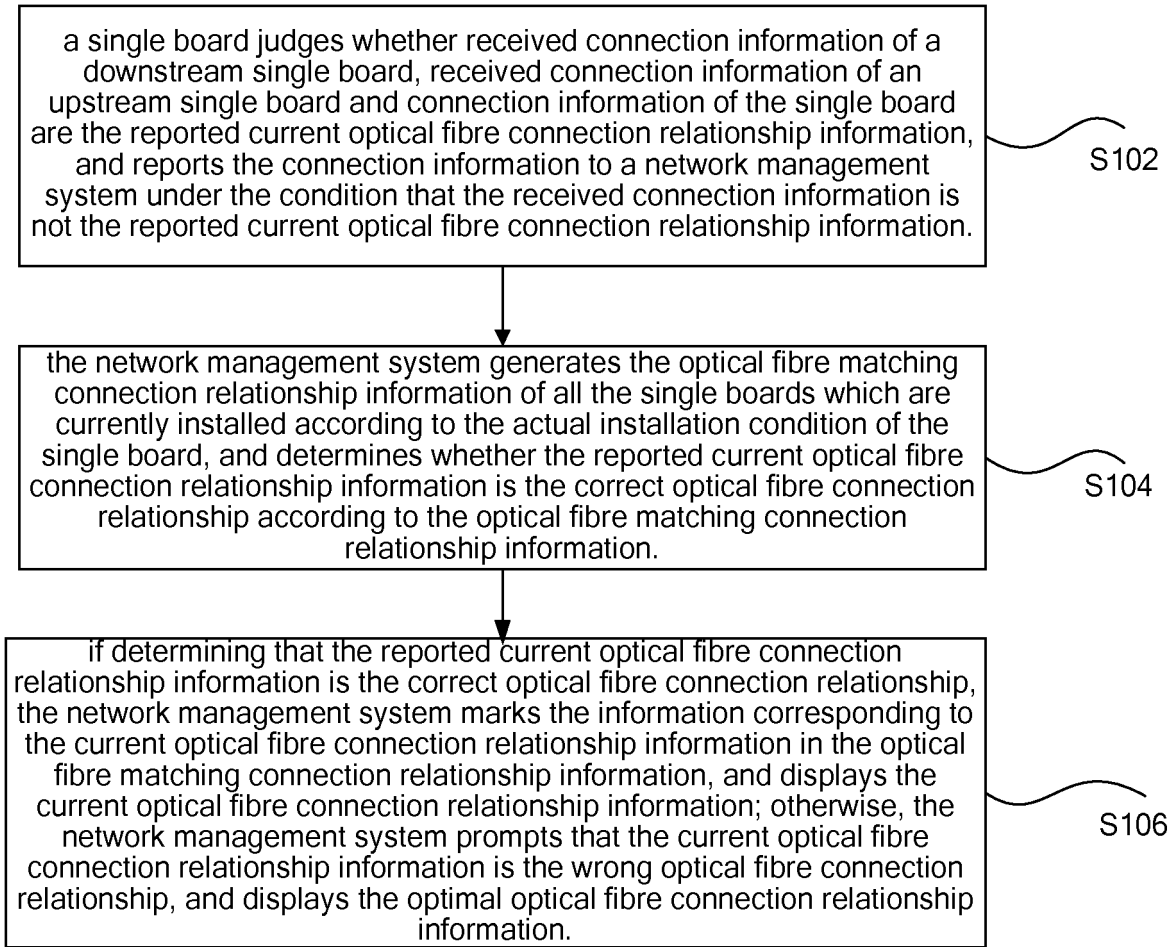 a single board judges whether received connection information of a
downstream single board, received connection information of an
upstream single board and connection information of the single board
are the reported current optical fibre connection relationship information,
and reports the connection information to a network management
system under the condition that the received connection information is
not the reported current optical fibre connection relationship information.
S102
the network management system generates the optical fibre matching
connection relationship information of all the single boards which are
currently installed according to the actual installation condition of the
single board, and determines whether the reported current optical fibre
connection relationship information is the correct optical fibre connection
relationship according to the optical fibre matching connection
relationship information.
S104
if determining that the reported current optical fibre connection
relationship information is the correct optical fibre connection relationship,
the network management system marks the information corresponding to
the current optical fibre connection relationship information in the optical
fibre matching connection relationship information, and displays the
current optical fibre connection relationship information; otherwise, the
network management system prompts that the current optical fibre
connection relationship information is the wrong optical fibre connection
relationship, and displays the optimal optical fibre connection relationship
information.
S106